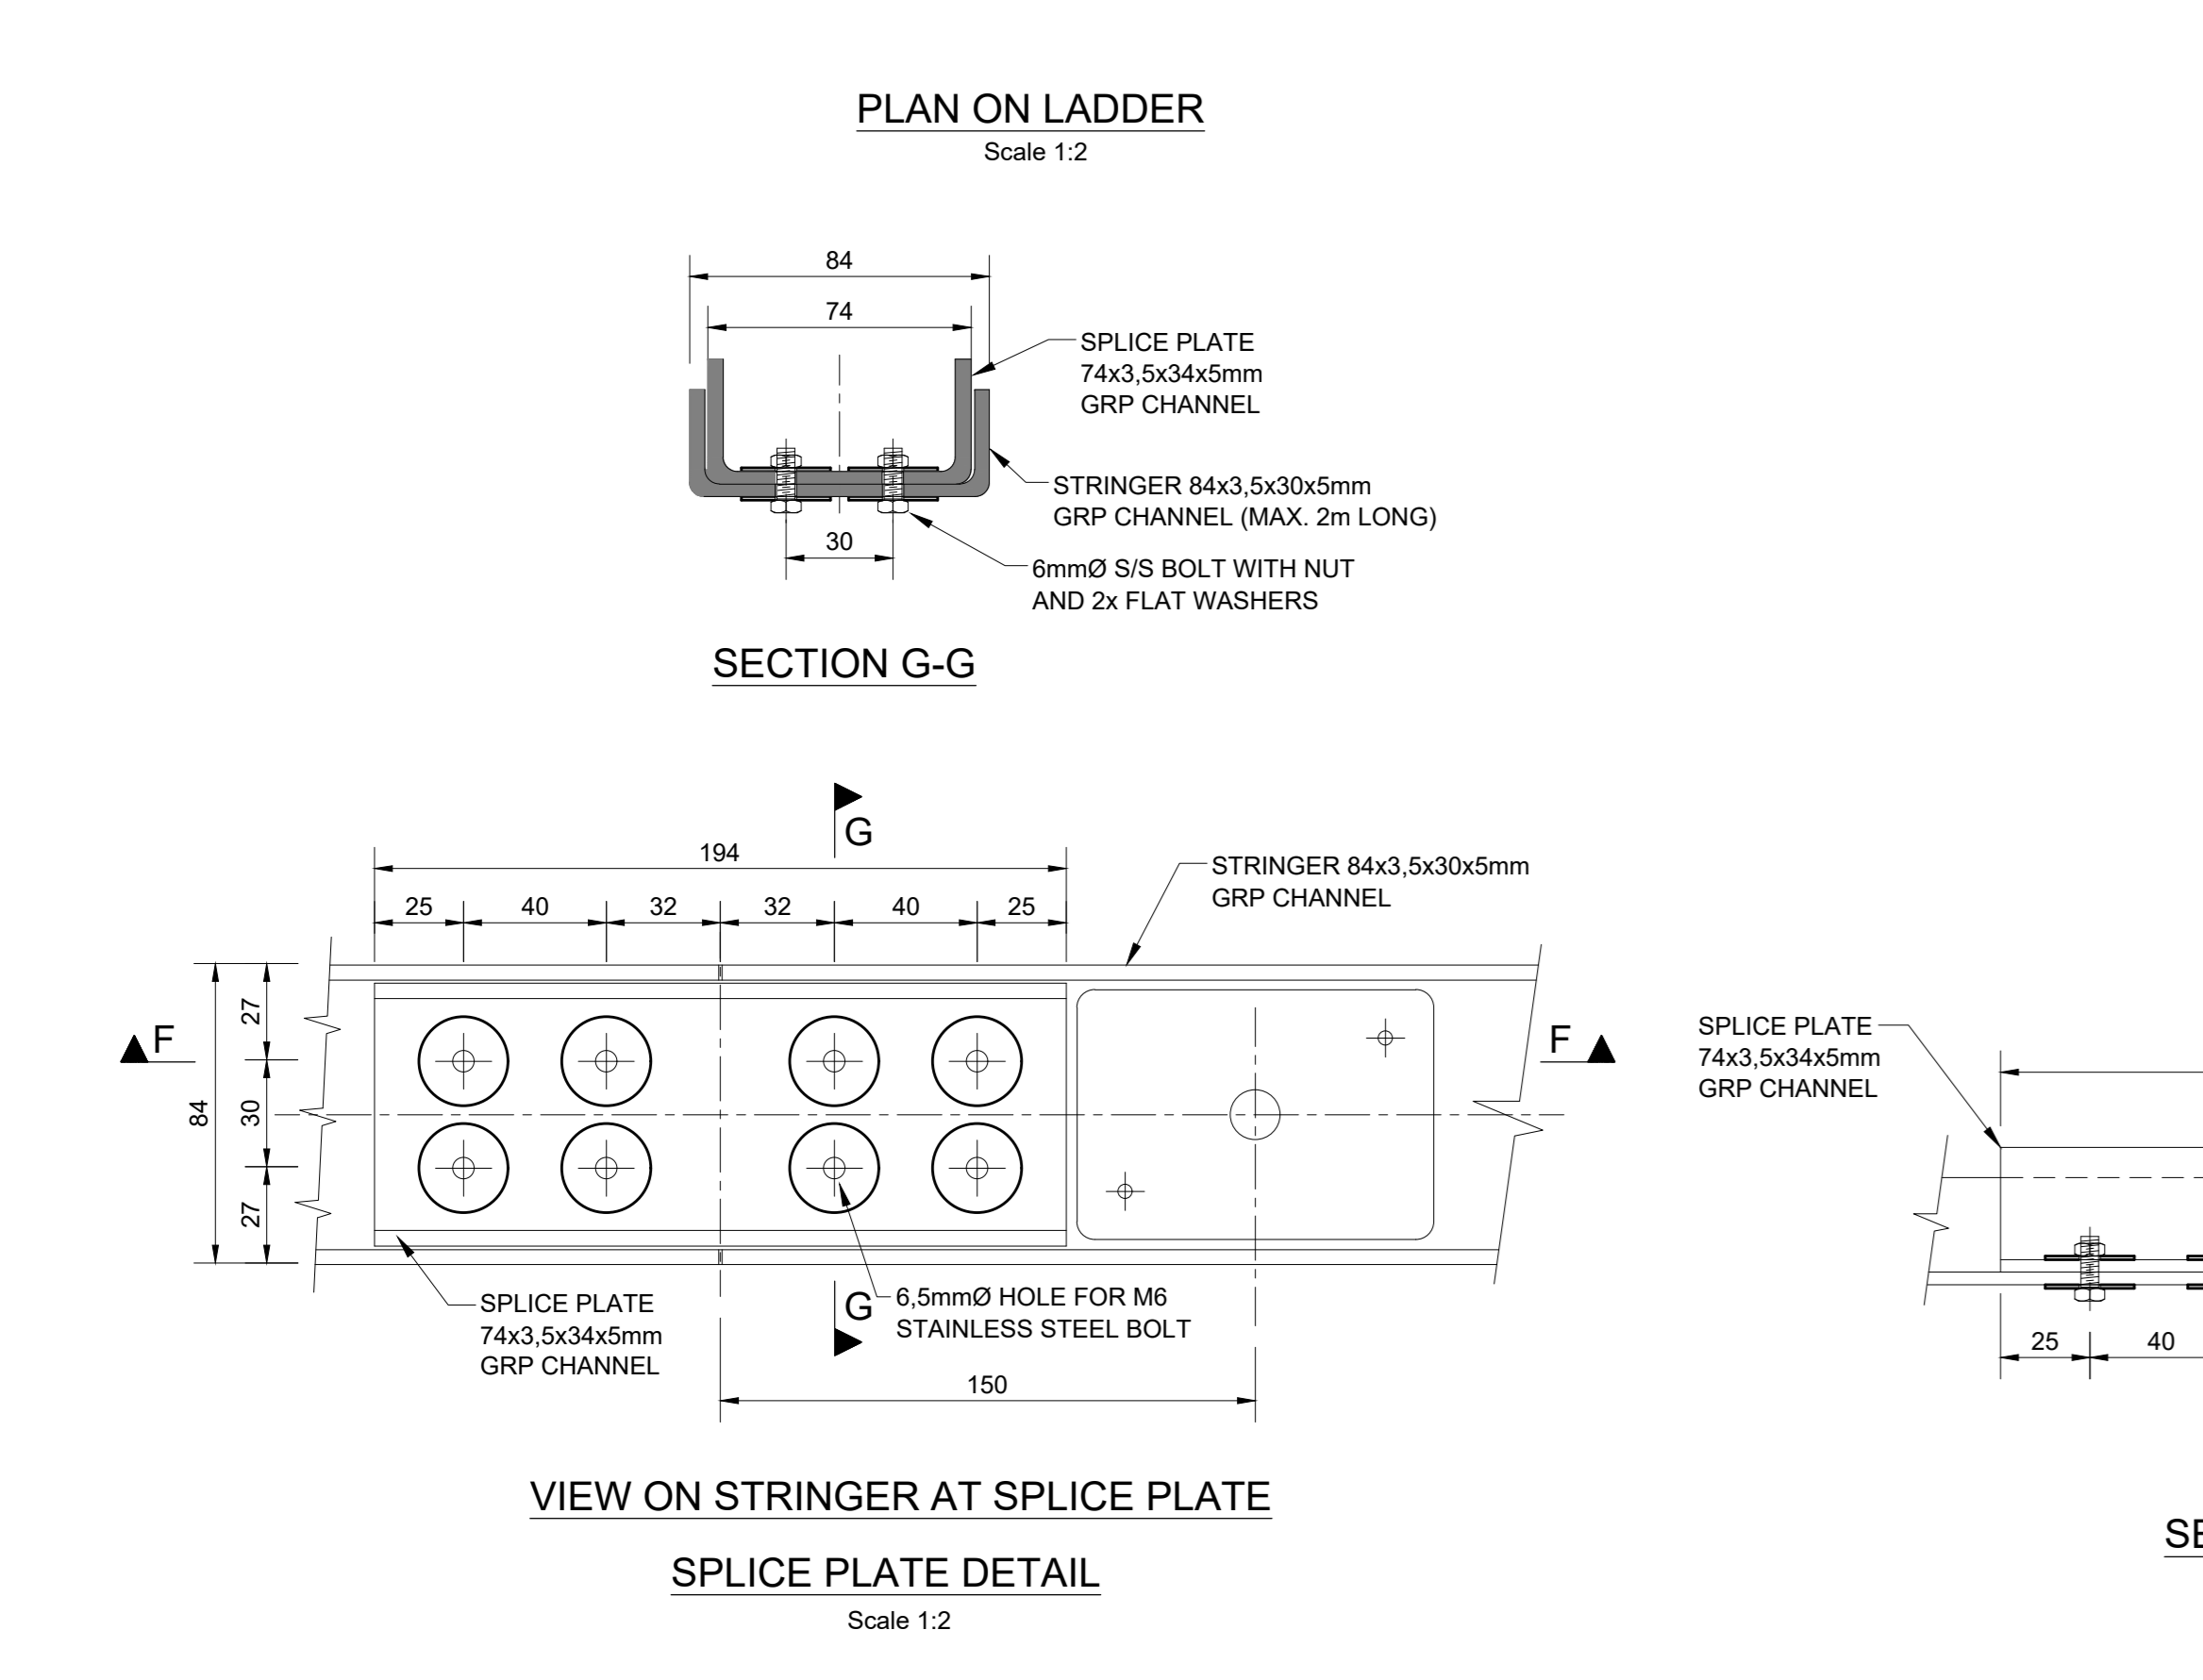 PLAN ON LADDER
Scale 1:2
84
74
SPLICE PLATE
74x3,5x34x5mm
GRP CHANNEL
STRINGER 84x3,5x30x5mm
GRP CHANNEL (MAX. 2m LONG)
30
6mmØ S/S BOLT WITH NUT
AND 2x FLAT WASHERS
SECTION G-G
G
194
STRINGER 84x3,5x30x5mm
GRP CHANNEL
25 40 32 32 40 25
27
30
27
84
F
F
SPLICE PLATE
74x3,5x34x5mm
GRP CHANNEL
SPLICE PLATE
74x3,5x34x5mm
GRP CHANNEL
G
6,5mmØ HOLE FOR M6
STAINLESS STEEL BOLT
150
25 40
VIEW ON STRINGER AT SPLICE PLATE
SPLICE PLATE DETAIL
Scale 1:2